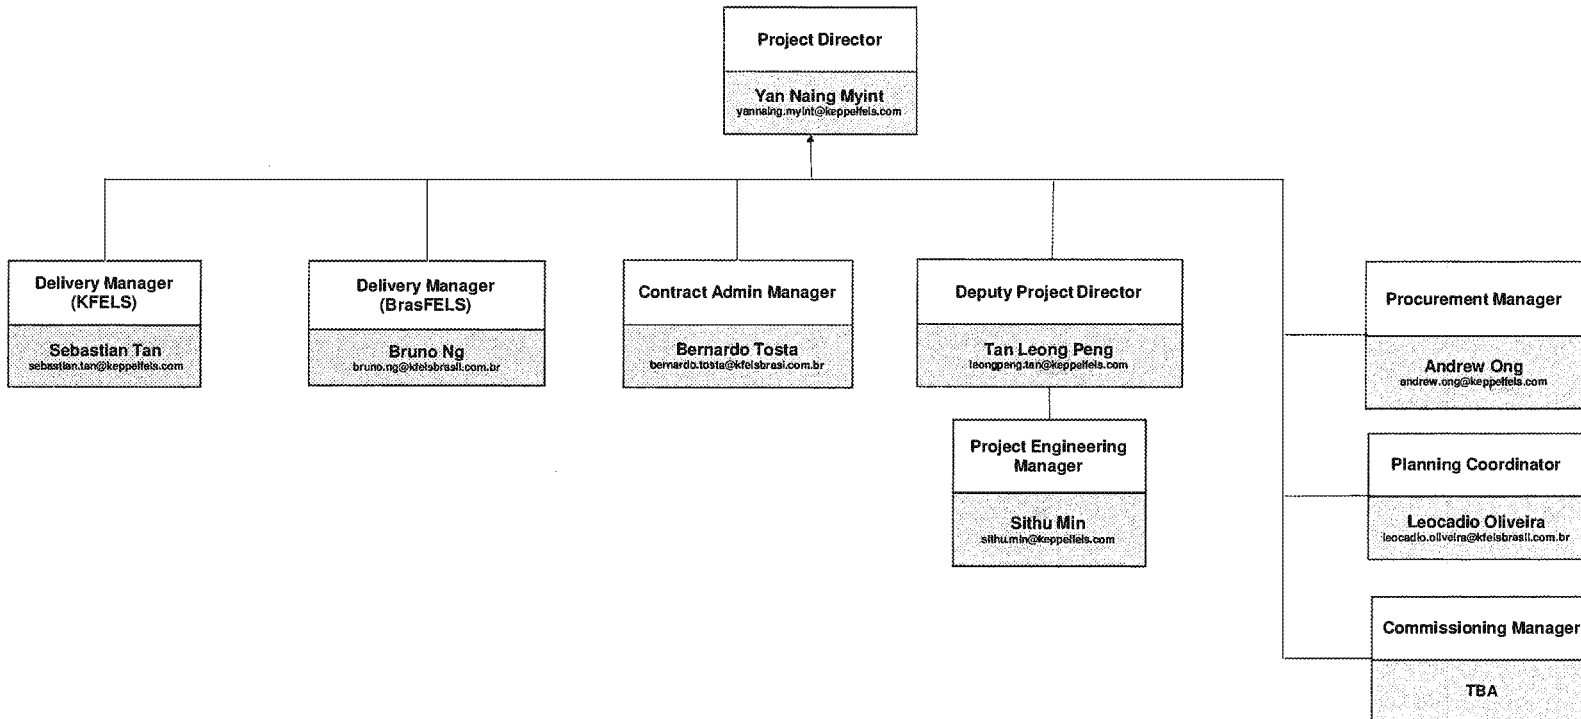 Project Director
Yan Naing Myint
yannaing.myint@keppelfels.com
Delivery Manager
(KFELS)
Sebastian Tan
sebastian.tan@keppelfels.com
Delivery Manager
(BrasFELS)
Bruno Ng
bruno.ng@kfelsbrasil.com.br
Contract Admin Manager
Bernardo Tosta
bernardo.tosta@kfelsbrasl.com.br
Deputy Project Director
Tan Leong Peng
leongpeng.tan@keppelfels.com
Project Engineering
Manager
Sithu Min
sithu.min@keppelfels.com
Procurement Manager
Andrew Ong
andrew.ong@keppelfels.com
Planning Coordinator
Leocadio Oliveira
leocadio.oliveira@kfelsbrasil.com.br
Commissioning Manager
TBA